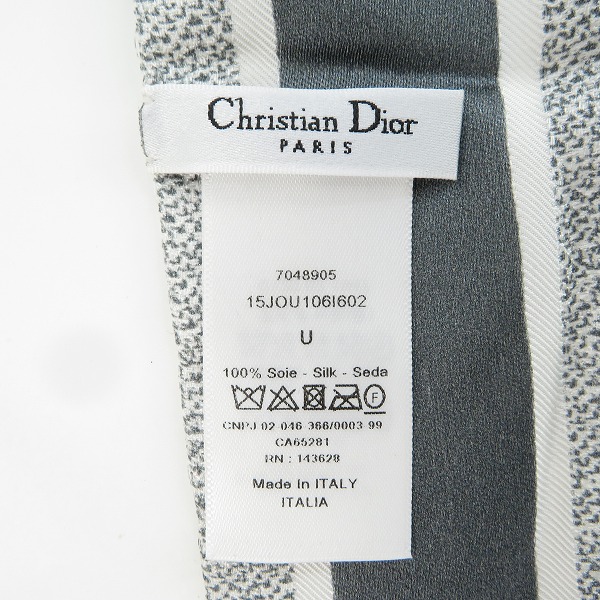 Christian Dior
PARIS
7048905
15JOU106I602
U
100% Soie - Silk - Seda
F
CNPJ 02 046 366/0003 99
CA65281
RN : 143628
Made In ITALY
ITALIA